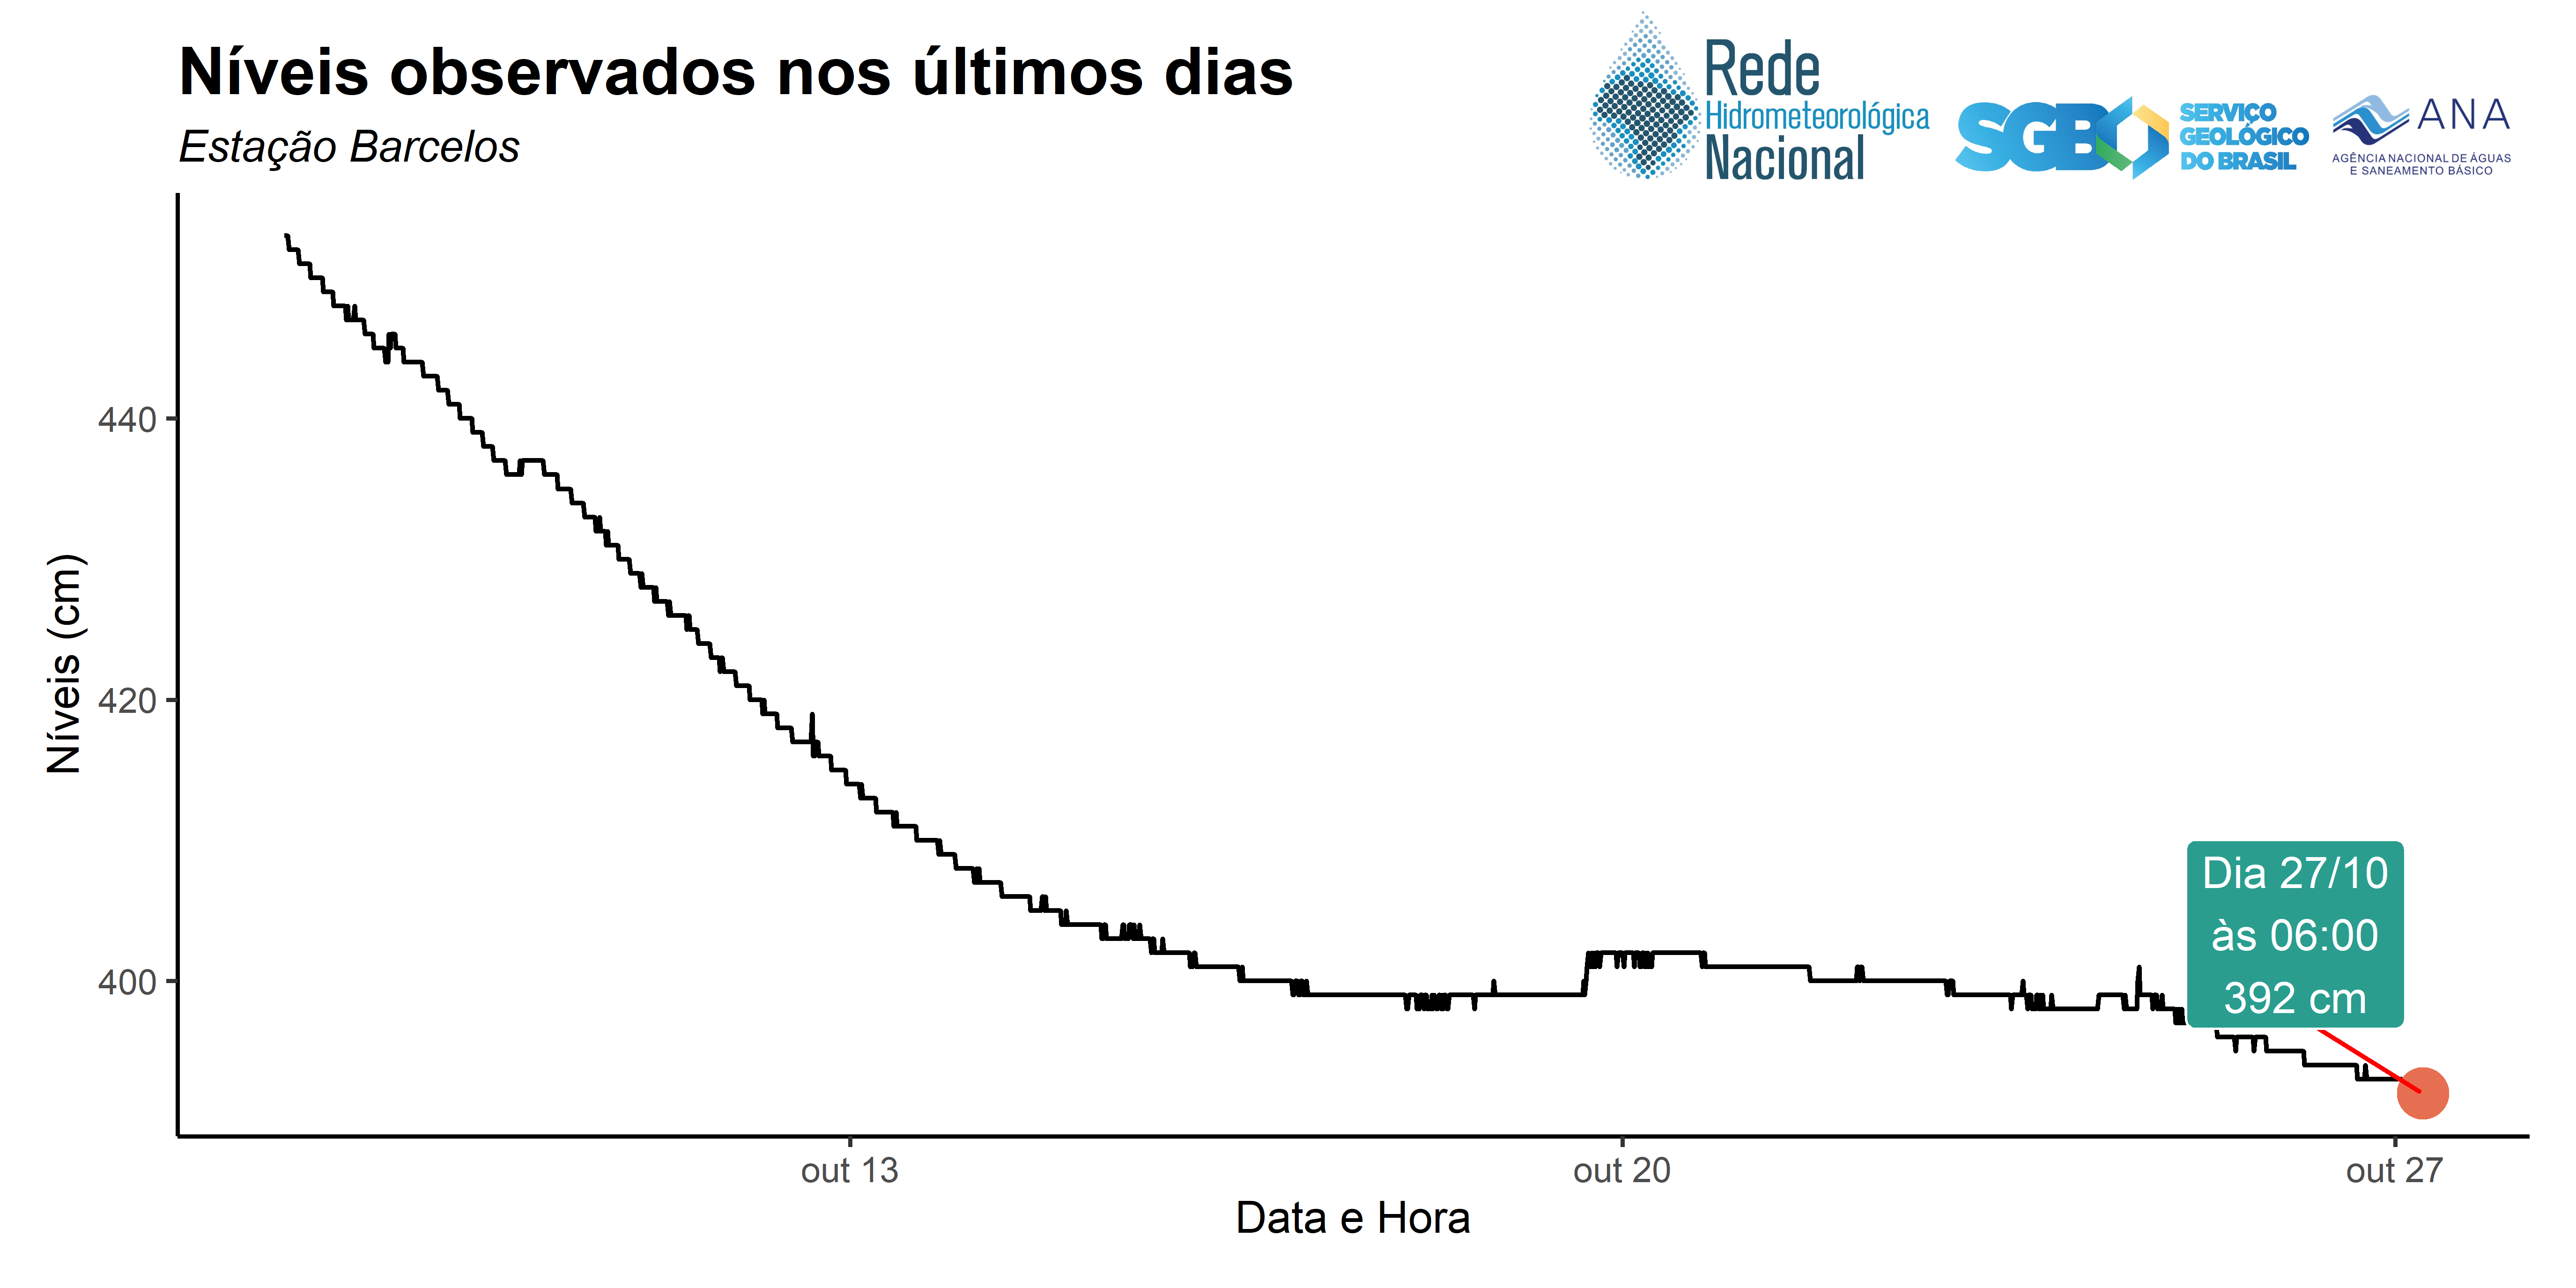 Níveis observados nos últimos dias
Estação Barcelos
Rede
Hidrometeorológica
Nacional
SGB
SERVIÇO
GEOLÓGICO
DO BRASIL
ANA
AGÊNCIA NACIONAL DE ÁGUAS
E SANEAMENTO BÁSICO
Níveis (cm)
440
420
400
Dia 27/10
às 06:00
392 cm
out 13
out 20
out 27
Data e Hora